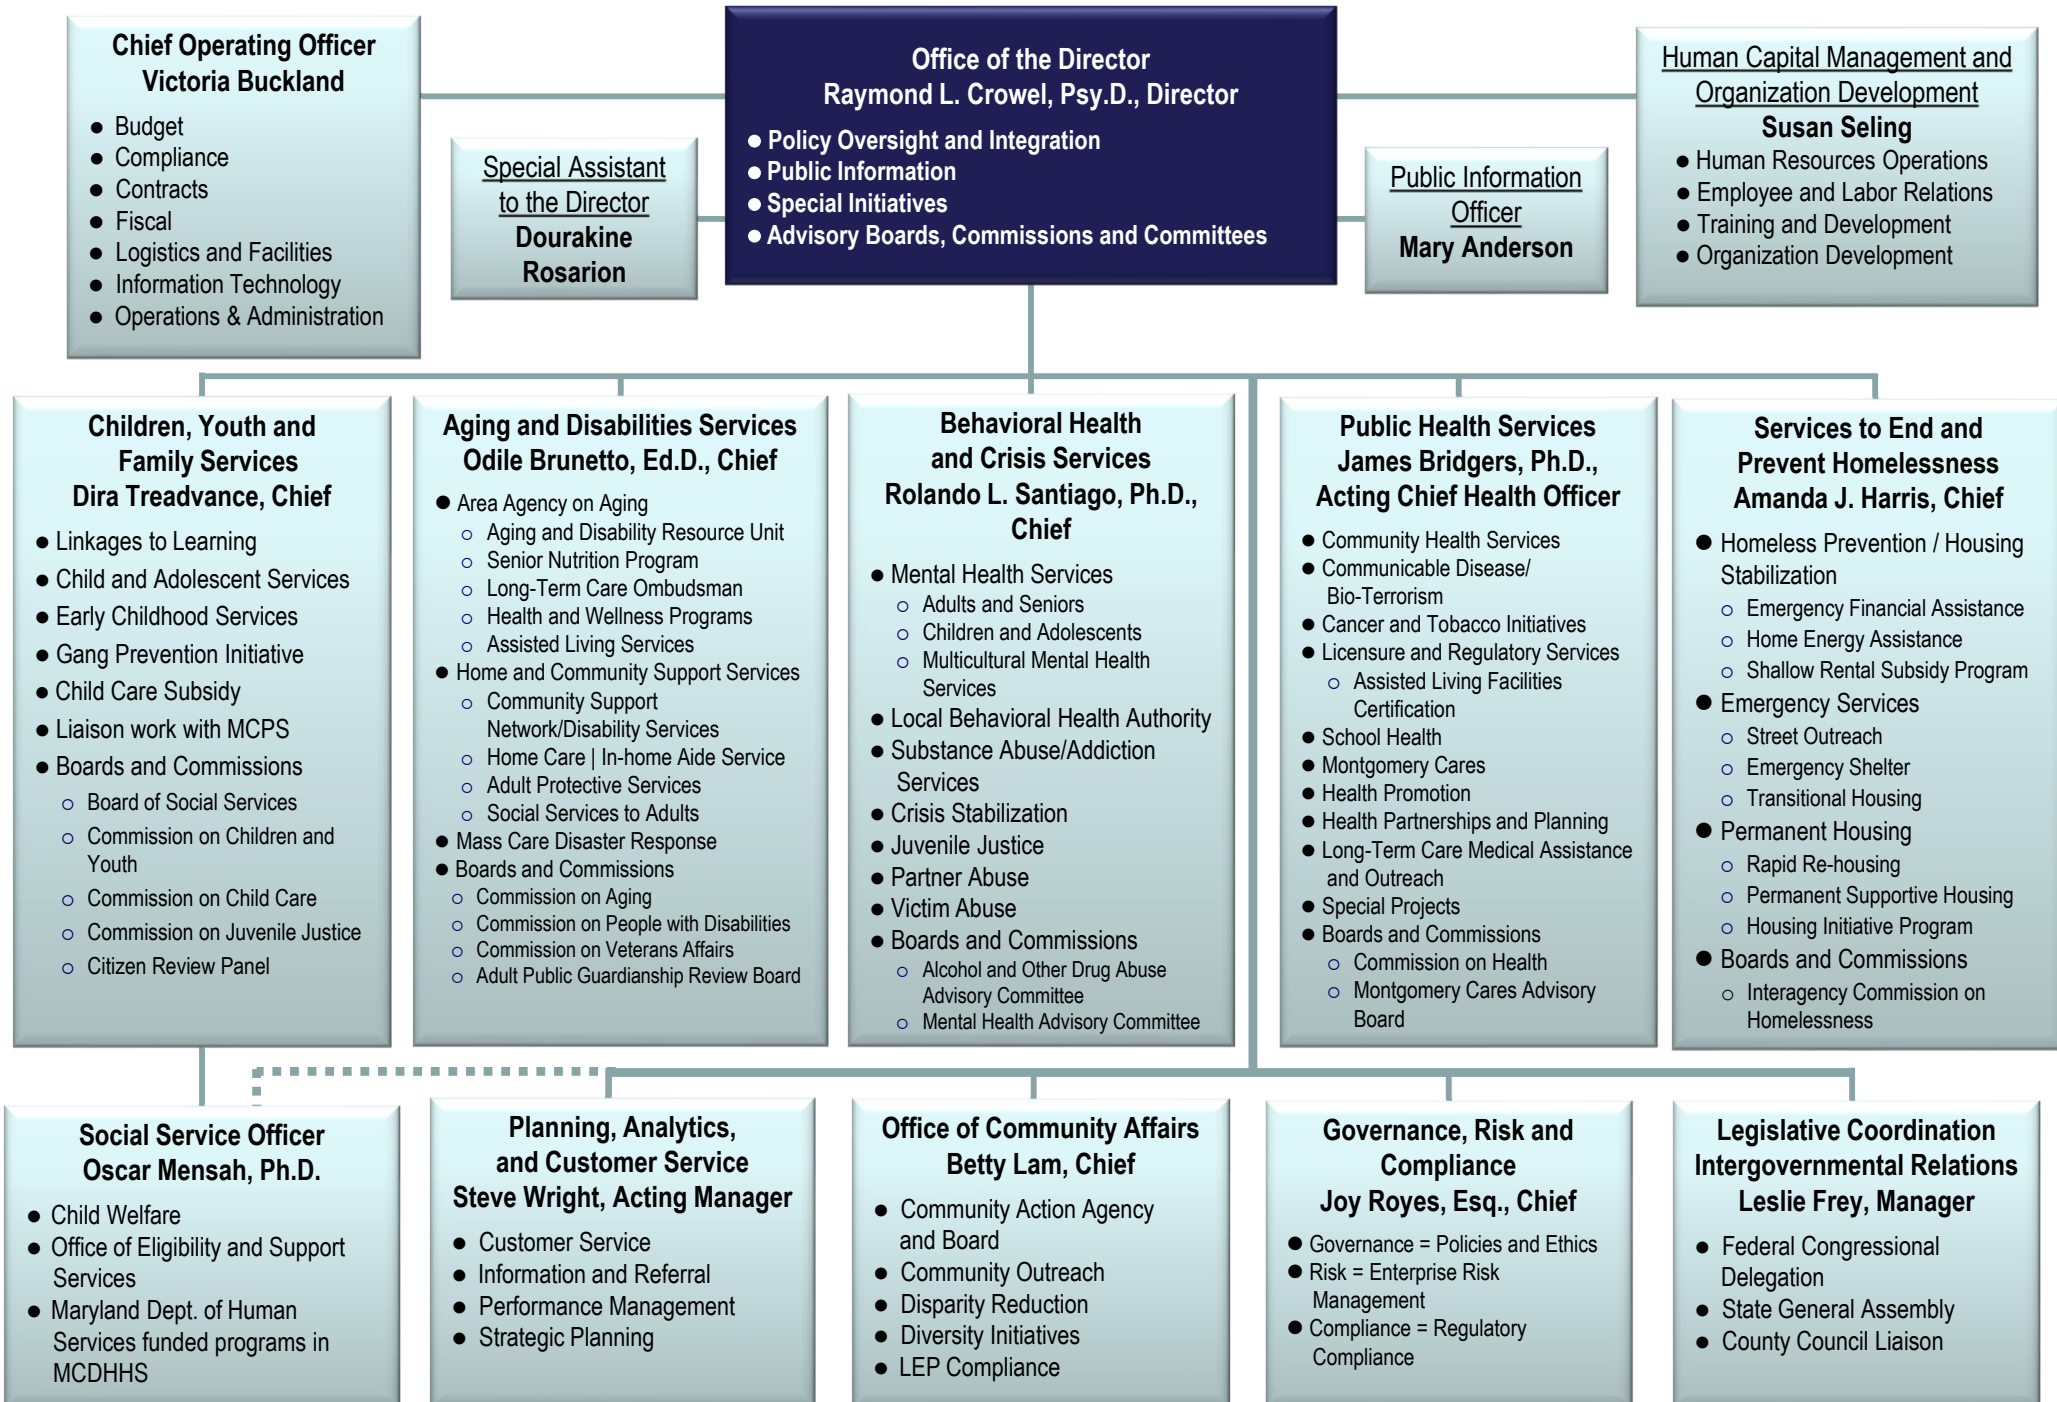 Chief Operating Officer
Victoria Buckland
● Budget
● Compliance
● Contracts
● Fiscal
● Logistics and Facilities
● Information Technology
● Operations & Administration
Special Assistant
to the Director
Dourakine
Rosarion
Office of the Director
Raymond L. Crowel, Psy.D., Director
● Policy Oversight and Integration
● Public Information
● Special Initiatives
● Advisory Boards, Commissions and Committees
Public Information
Officer
Mary Anderson
Human Capital Management and
Organization Development
Susan Seling
● Human Resources Operations
● Employee and Labor Relations
● Training and Development
● Organization Development
Children, Youth and
Family Services
Dira Treadvance, Chief
● Linkages to Learning
● Child and Adolescent Services
● Early Childhood Services
● Gang Prevention Initiative
● Child Care Subsidy
● Liaison work with MCPS
● Boards and Commissions
o Board of Social Services
o Commission on Children and
Youth
o Commission on Child Care
o Commission on Juvenile Justice
o Citizen Review Panel
Aging and Disabilities Services
Odile Brunetto, Ed.D., Chief
● Area Agency on Aging
o Aging and Disability Resource Unit
o Senior Nutrition Program
o Long-Term Care Ombudsman
o Health and Wellness Programs
o Assisted Living Services
● Home and Community Support Services
o Community Support
Network/Disability Services
o Home Care | In-home Aide Service
o Adult Protective Services
o Social Services to Adults
● Mass Care Disaster Response
● Boards and Commissions
o Commission on Aging
o Commission on People with Disabilities
o Commission on Veterans Affairs
o Adult Public Guardianship Review Board
Behavioral Health
and Crisis Services
Rolando L. Santiago, Ph.D.,
Chief
● Mental Health Services
o Adults and Seniors
o Children and Adolescents
o Multicultural Mental Health
Services
● Local Behavioral Health Authority
● Substance Abuse/Addiction
Services
● Crisis Stabilization
● Juvenile Justice
● Partner Abuse
● Victim Abuse
● Boards and Commissions
o Alcohol and Other Drug Abuse
Advisory Committee
o Mental Health Advisory Committee
Public Health Services
James Bridgers, Ph.D.,
Acting Chief Health Officer
● Community Health Services
● Communicable Disease/
Bio-Terrorism
● Cancer and Tobacco Initiatives
● Licensure and Regulatory Services
o Assisted Living Facilities
Certification
● School Health
● Montgomery Cares
● Health Promotion
● Health Partnerships and Planning
● Long-Term Care Medical Assistance
and Outreach
● Special Projects
● Boards and Commissions
o Commission on Health
o Montgomery Cares Advisory
Board
Services to End and
Prevent Homelessness
Amanda J. Harris, Chief
● Homeless Prevention / Housing
Stabilization
o Emergency Financial Assistance
o Home Energy Assistance
o Shallow Rental Subsidy Program
● Emergency Services
o Street Outreach
o Emergency Shelter
o Transitional Housing
● Permanent Housing
o Rapid Re-housing
o Permanent Supportive Housing
o Housing Initiative Program
● Boards and Commissions
o Interagency Commission on
Homelessness
Social Service Officer
Oscar Mensah, Ph.D.
● Child Welfare
● Office of Eligibility and Support
Services
● Maryland Dept. of Human
Services funded programs in
MCDHHS
Planning, Analytics,
and Customer Service
Steve Wright, Acting Manager
● Customer Service
● Information and Referral
● Performance Management
● Strategic Planning
Office of Community Affairs
Betty Lam, Chief
● Community Action Agency
and Board
● Community Outreach
● Disparity Reduction
● Diversity Initiatives
● LEP Compliance
Governance, Risk and
Compliance
Joy Royes, Esq., Chief
● Governance = Policies and Ethics
● Risk = Enterprise Risk
Management
● Compliance = Regulatory
Compliance
Legislative Coordination
Intergovernmental Relations
Leslie Frey, Manager
● Federal Congressional
Delegation
● State General Assembly
● County Council Liaison